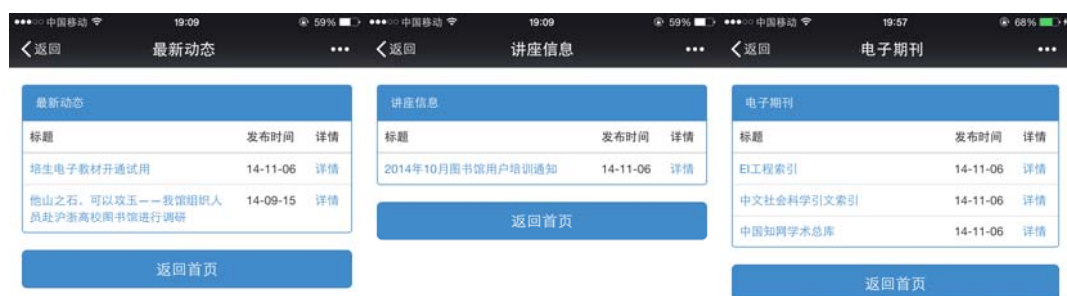 中国移动 19:09 59%
返回 最新动态
最新动态
标题 发布时间 详情
培生电子教材开通试用 14-11-06 详情
他山之石，可以攻玉——我馆组织人 14-09-15 详情
员赴沪浙高校图书馆进行调研
返回首页
中国移动 19:09 59%
返回 讲座信息
讲座信息
标题 发布时间 详情
2014年10月图书馆用户培训通知 14-11-06 详情
返回首页
中国移动 19:57 68%
返回 电子期刊
电子期刊
标题 发布时间 详情
EI工程索引 14-11-06 详情
中文社会科学引文索引 14-11-06 详情
中国知网学术总库 14-11-06 详情
返回首页